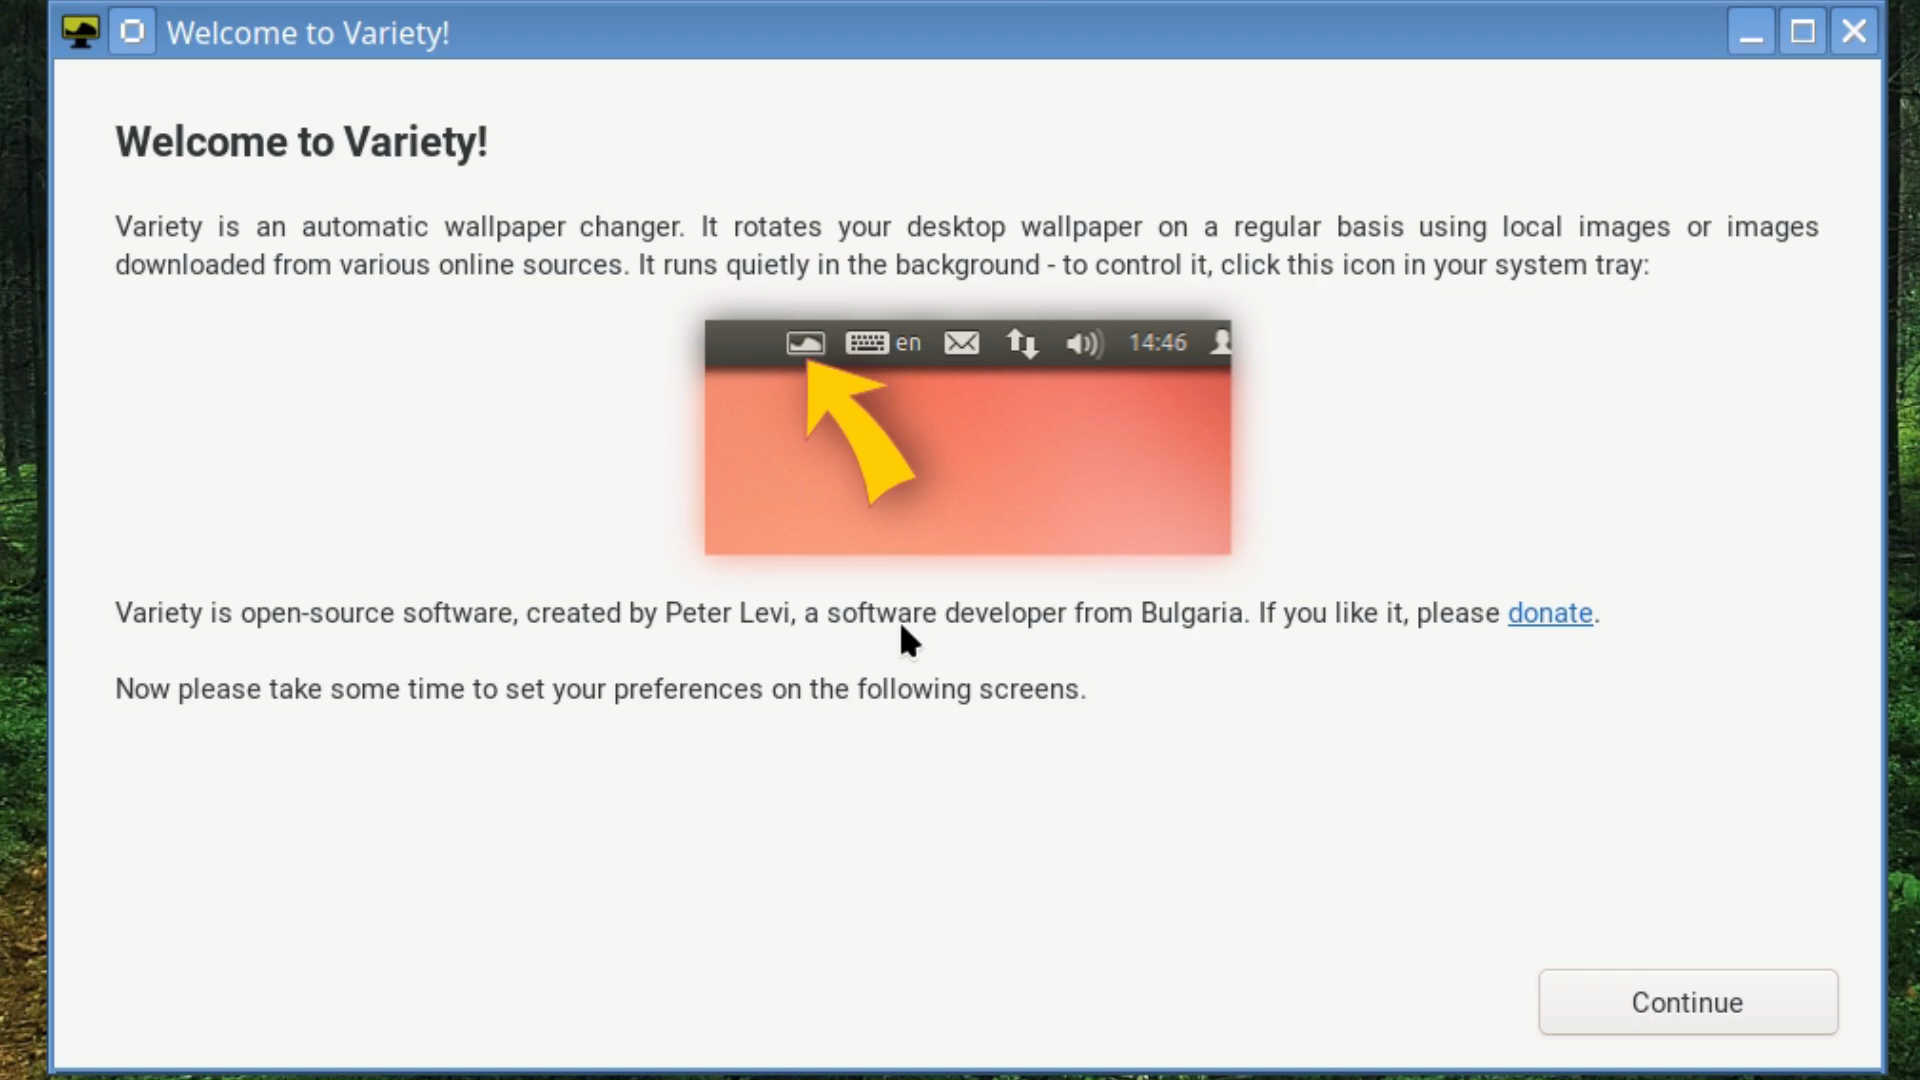 Welcome to Variety!
Welcome to Variety!
Variety is an automatic wallpaper changer. It rotates your desktop wallpaper on a regular basis using local images or images
downloaded from various online sources. It runs quietly in the background - to control it, click this icon in your system tray:
en 14:46
Variety is open-source software, created by Peter Levi, a software developer from Bulgaria. If you like it, please donate.
Now please take some time to set your preferences on the following screens.
Continue